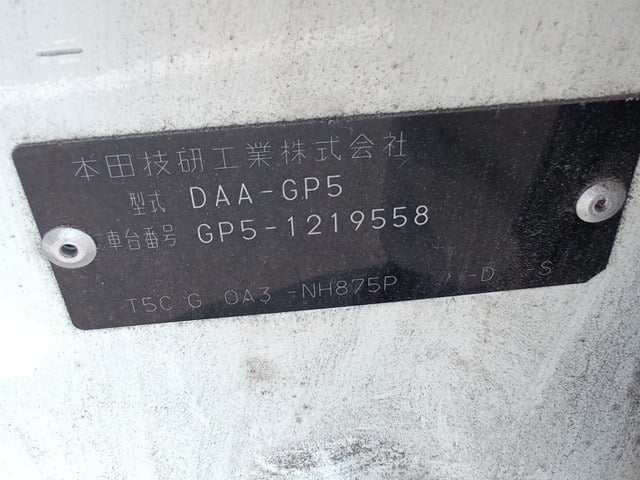 本田技研工業株式会社
型式 DAA-GP5
車台番号 GP5-1219558
T5C G 0A3 -NH875P / -D -S